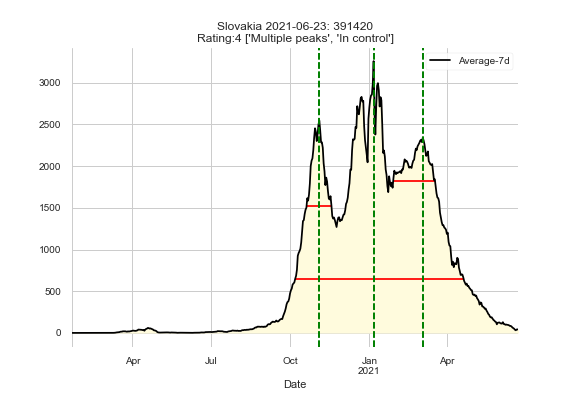 Slovakia 2021-06-23: 391420
Rating:4 ['Multiple peaks', 'In control']
Average-7d
3000
2500
2000
1500
1000
500
0
Apr
Jul
Oct
Jan
2021
Apr
Date